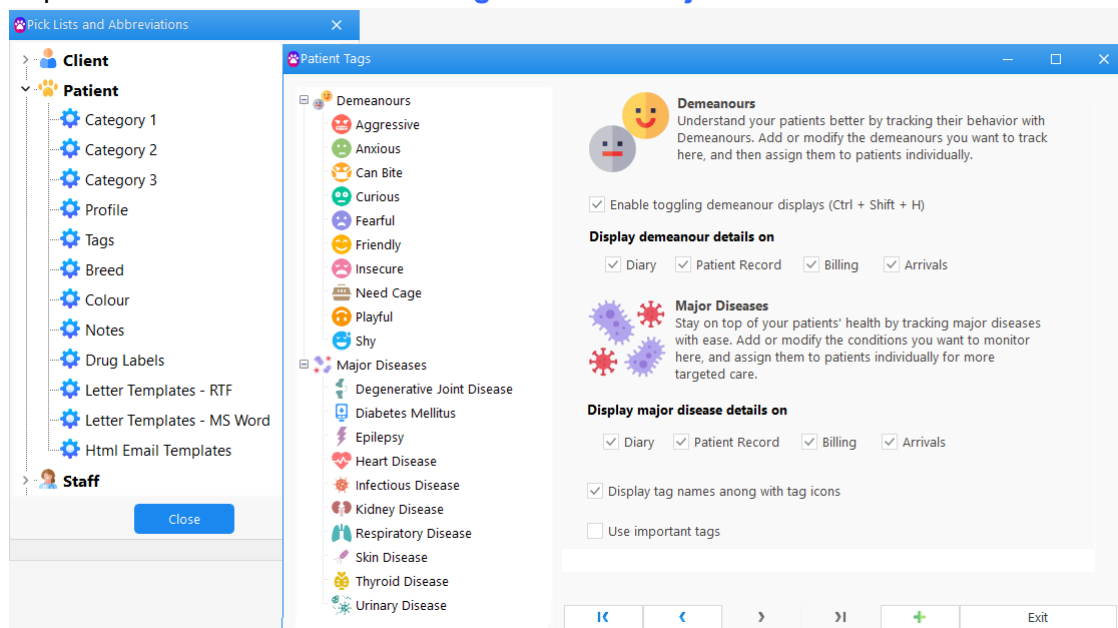 Pick Lists and Abbreviations
Client
Patient
Category 1
Category 2
Category 3
Profile
Tags
Breed
Colour
Notes
Drug Labels
Letter Templates - RTF
Letter Templates - MS Word
Html Email Templates
Staff
Close
Patient Tags
Demeanours
Aggressive
Anxious
Can Bite
Curious
Fearful
Friendly
Insecure
Need Cage
Playful
Shy
Major Diseases
Degenerative Joint Disease
Diabetes Mellitus
Epilepsy
Heart Disease
Infectious Disease
Kidney Disease
Respiratory Disease
Skin Disease
Thyroid Disease
Urinary Disease
Demeanours
Understand your patients better by tracking their behavior with
Demeanours. Add or modify the demeanours you want to track
here, and then assign them to patients individually.
Enable toggling demeanour displays (Ctrl + Shift + H)
Display demeanour details on
Diary Patient Record Billing Arrivals
Major Diseases
Stay on top of your patients' health by tracking major diseases
with ease. Add or modify the conditions you want to monitor
here, and assign them to patients individually for more
targeted care.
Display major disease details on
Diary Patient Record Billing Arrivals
Display tag names anong with tag icons
Use important tags
Exit